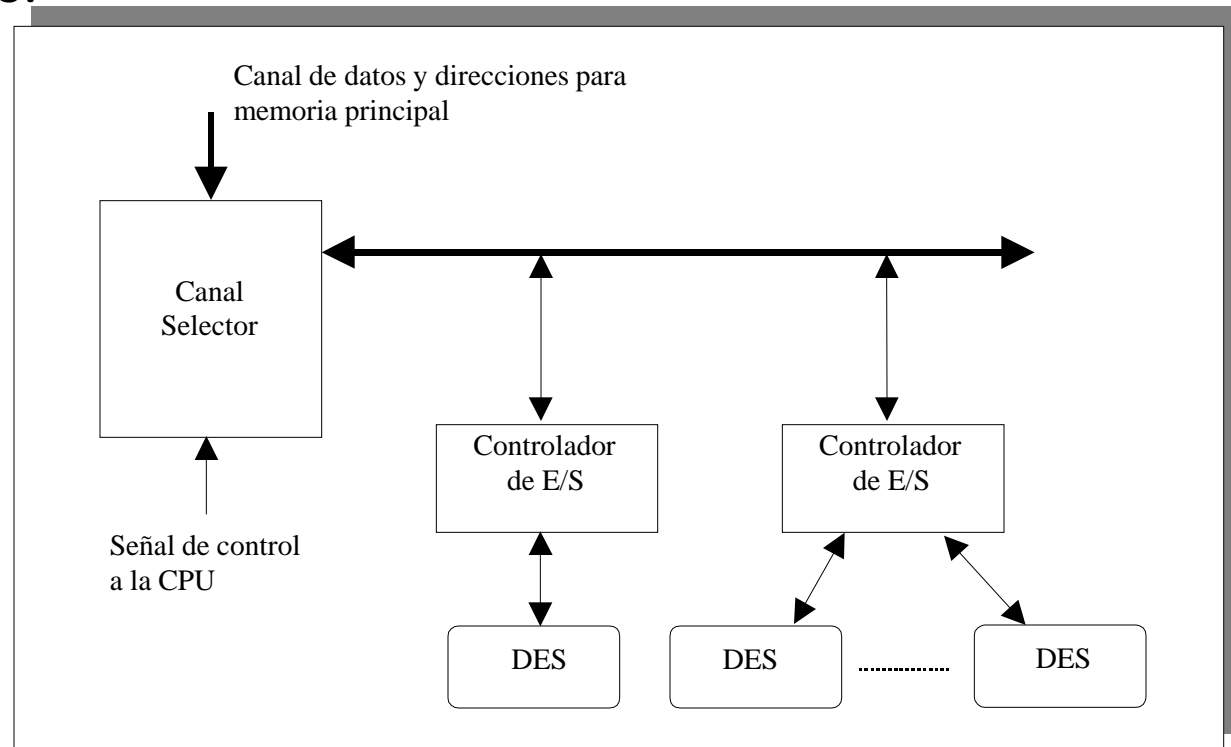 Canal de datos y direcciones para
memoria principal
Canal
Selector
Controlador
de E/S
Controlador
de E/S
Señal de control
a la CPU
DES
DES
DES